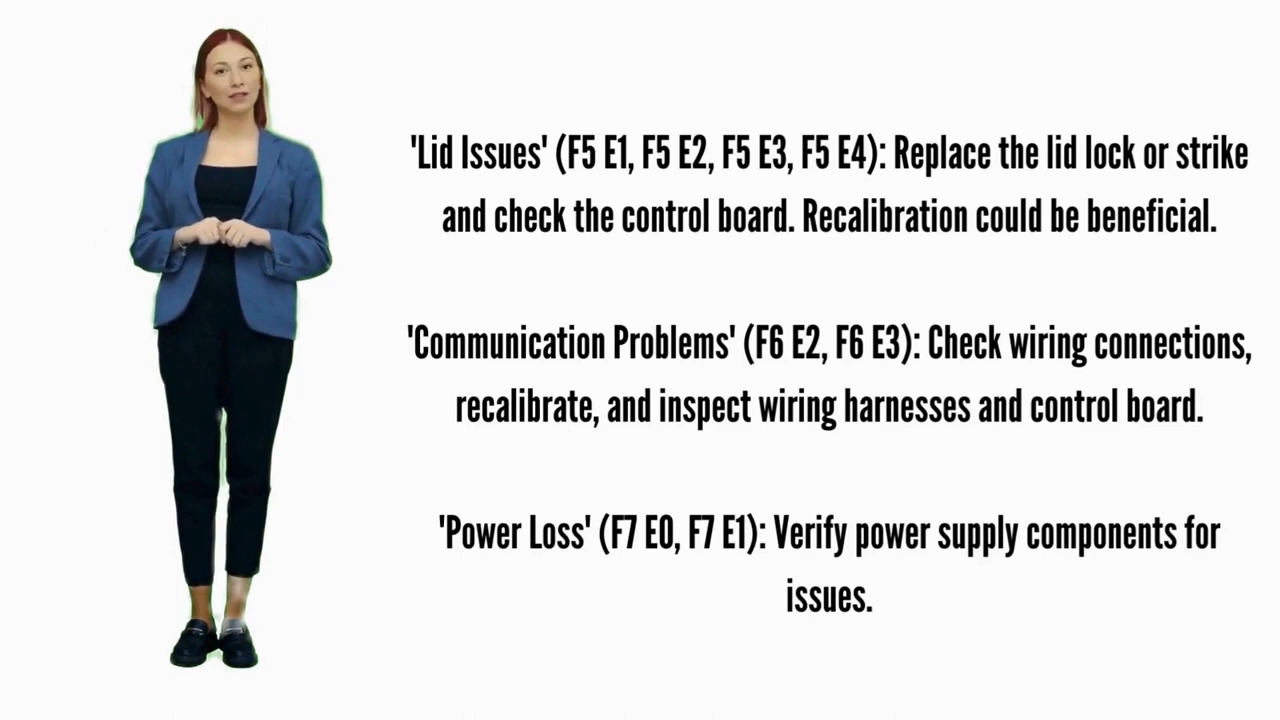 'Lid Issues' (F5 E1, F5 E2, F5 E3, F5 E4): Replace the lid lock or strike
and check the control board. Recalibration could be beneficial.
'Communication Problems' (F6 E2, F6 E3): Check wiring connections,
recalibrate, and inspect wiring harnesses and control board.
'Power Loss' (F7 E0, F7 E1): Verify power supply components for
issues.